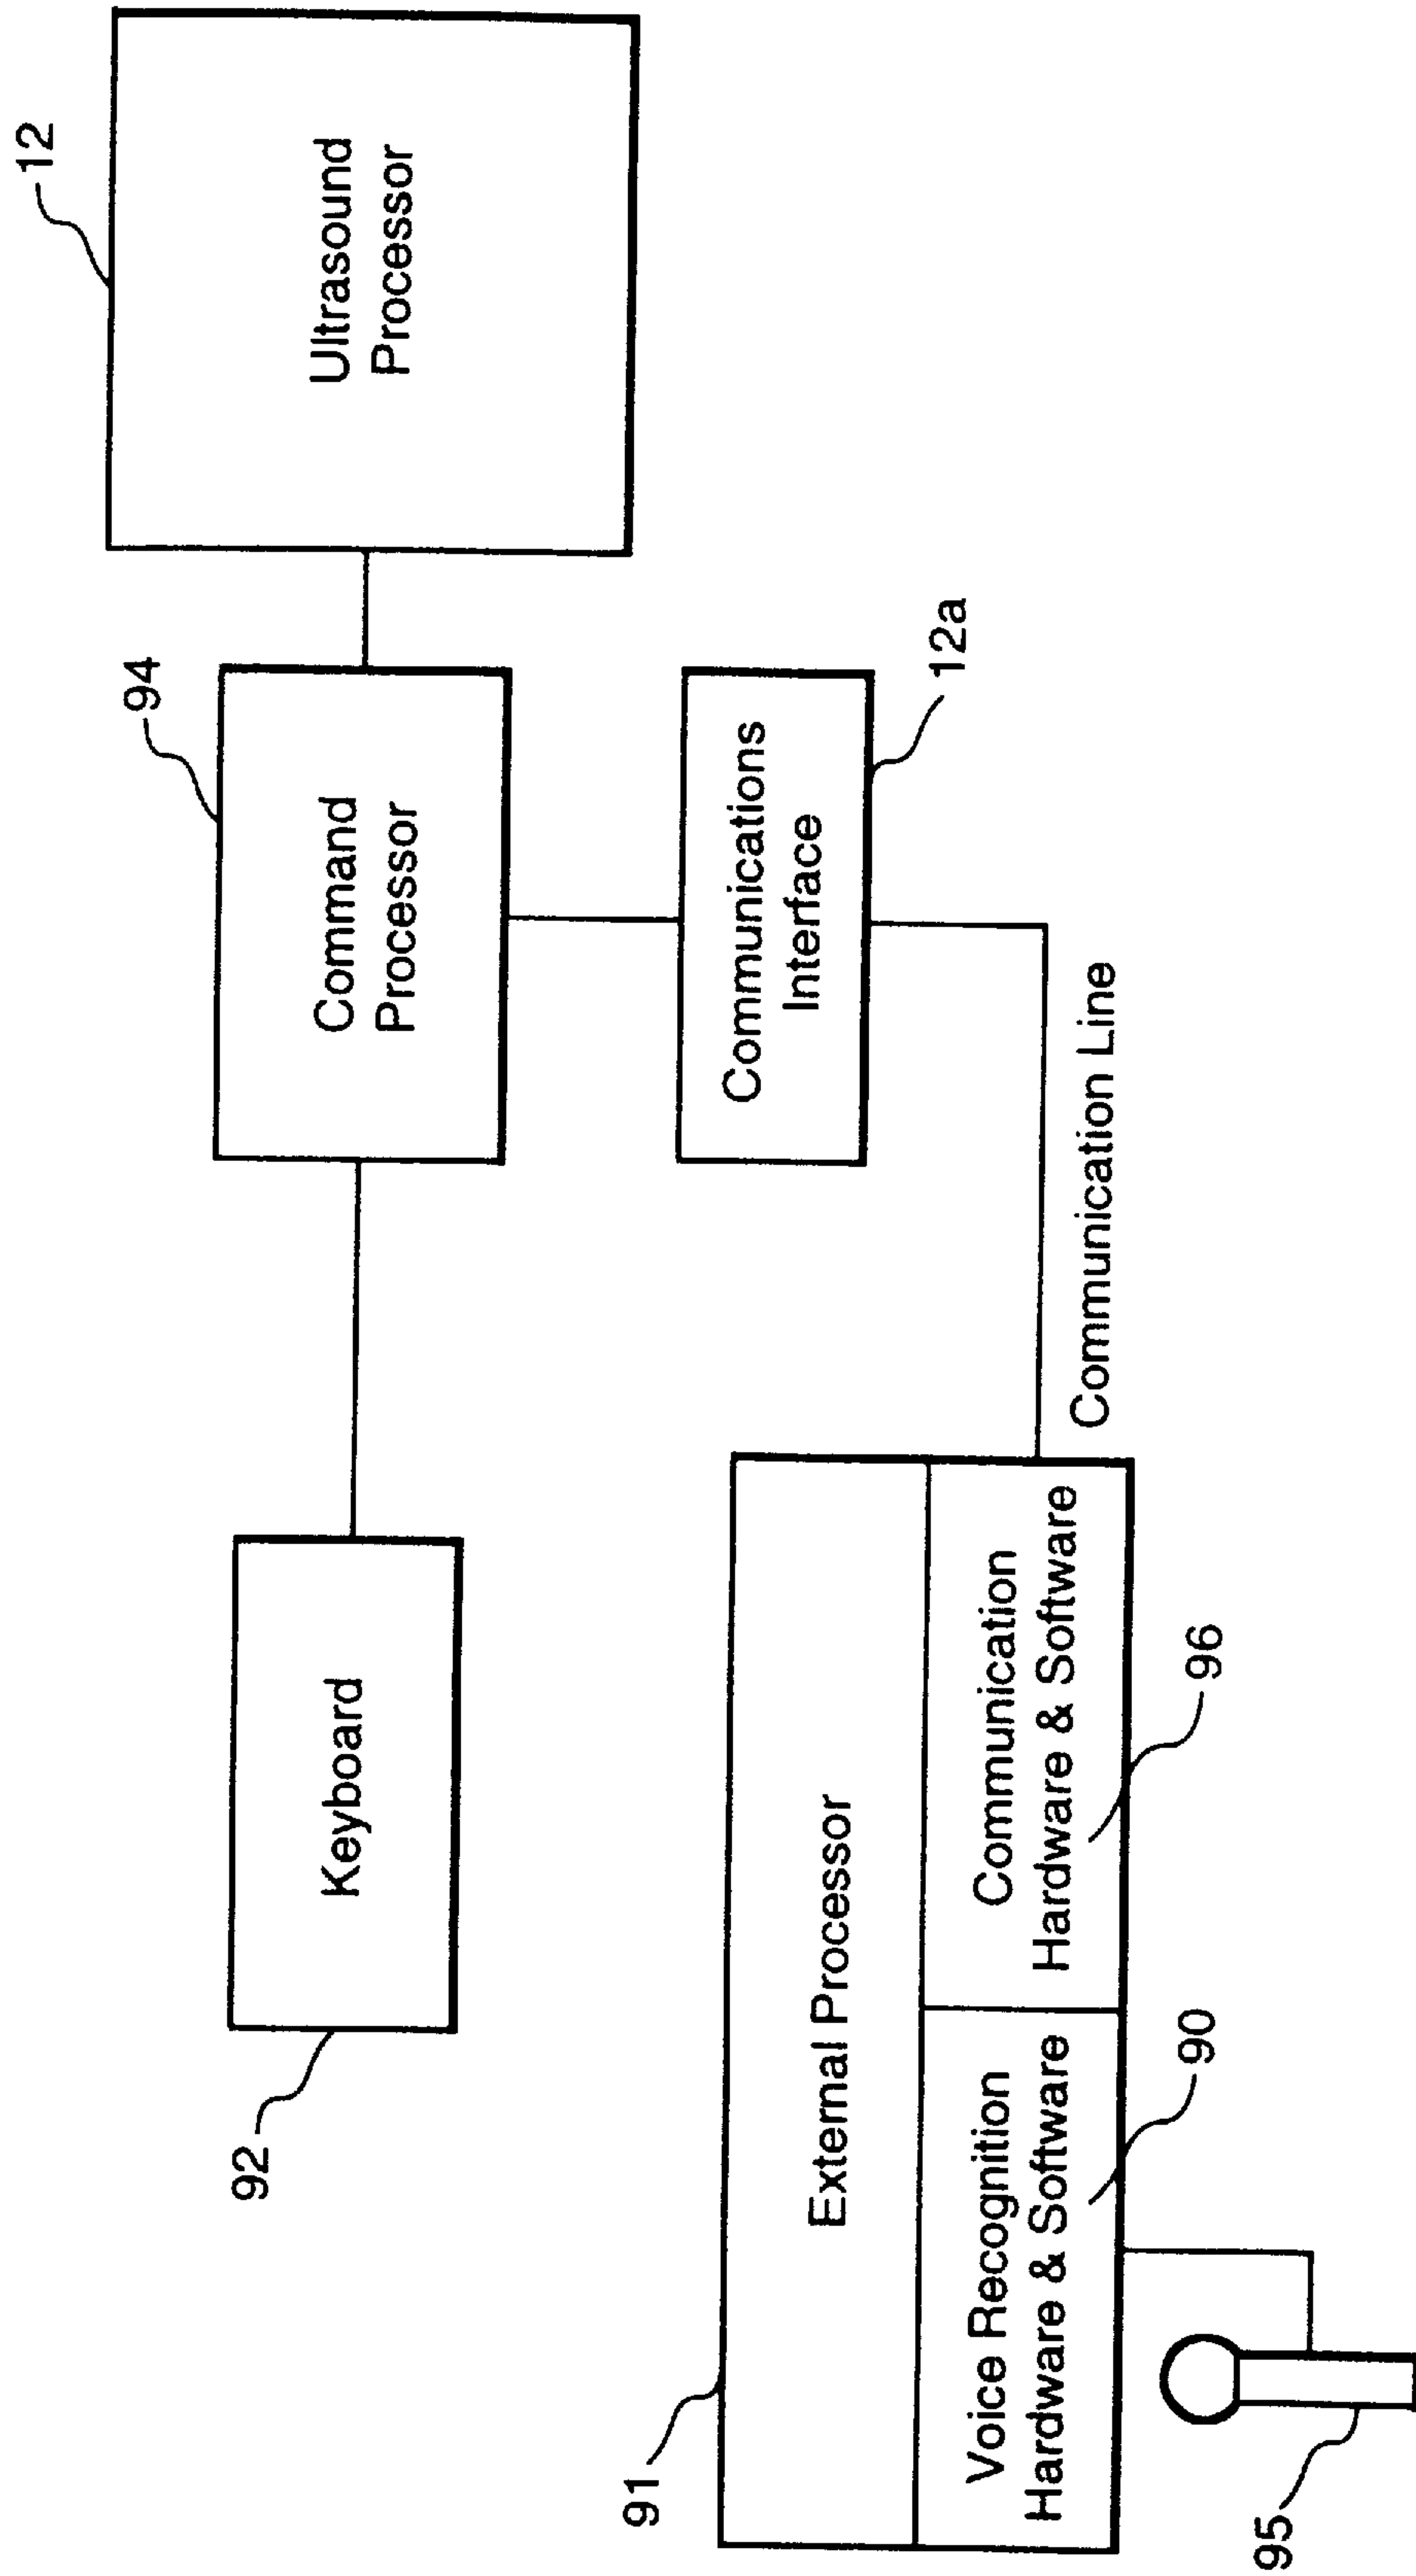 92
Keyboard
94
Command
Processor
12
Ultrasound
Processor
Communications
Interface
12a
91
External Processor
Voice Recognition
Hardware & Software
Communication
Hardware & Software
Communication Line
95
90
96